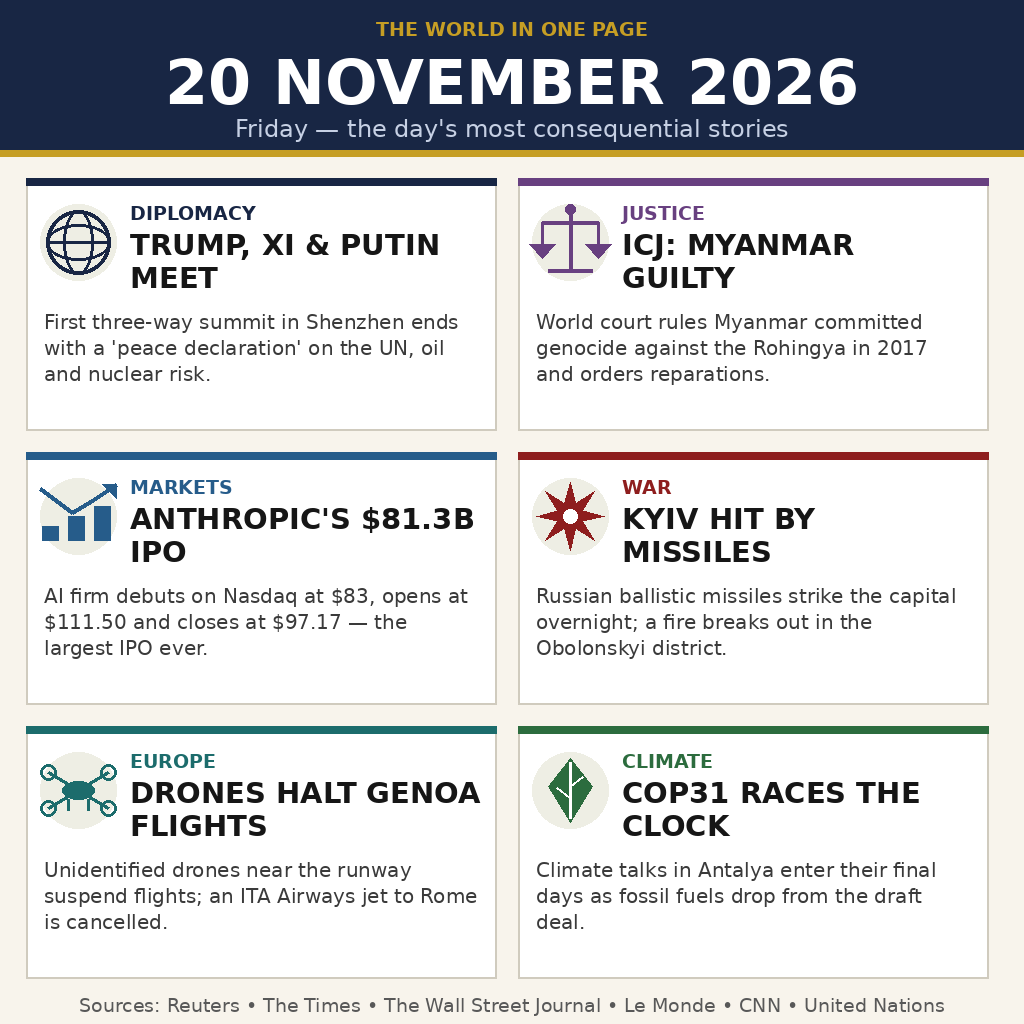 THE WORLD IN ONE PAGE
20 NOVEMBER 2026
Friday — the day's most consequential stories
DIPLOMACY
TRUMP, XI & PUTIN
MEET
First three-way summit in Shenzhen ends
with a 'peace declaration' on the UN, oil
and nuclear risk.
JUSTICE
ICJ: MYANMAR
GUILTY
World court rules Myanmar committed
genocide against the Rohingya in 2017
and orders reparations.
MARKETS
ANTHROPIC'S $81.3B
IPO
AI firm debuts on Nasdaq at $83, opens at
$111.50 and closes at $97.17 — the
largest IPO ever.
WAR
KYIV HIT BY
MISSILES
Russian ballistic missiles strike the capital
overnight; a fire breaks out in the
Obolonskyi district.
EUROPE
DRONES HALT GENOA
FLIGHTS
Unidentified drones near the runway
suspend flights; an ITA Airways jet to Rome
is cancelled.
CLIMATE
COP31 RACES THE
CLOCK
Climate talks in Antalya enter their final
days as fossil fuels drop from the draft
deal.
Sources: Reuters • The Times • The Wall Street Journal • Le Monde • CNN • United Nations